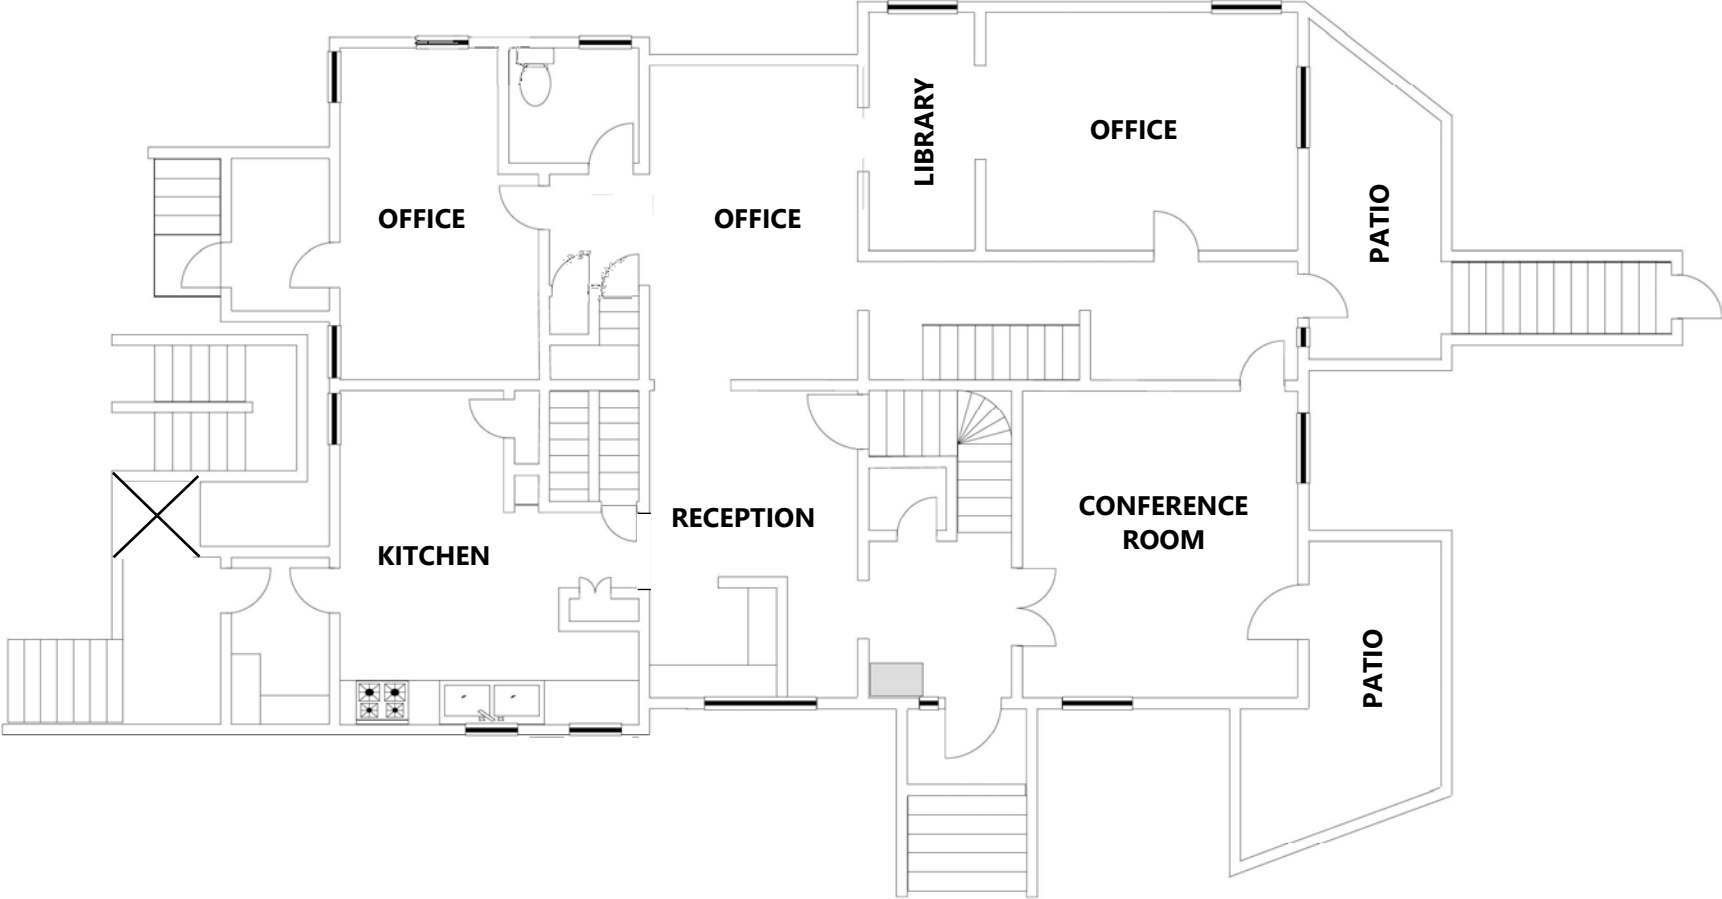 LIBRARY
OFFICE
OFFICE
OFFICE
PATIO
CONFERENCE
ROOM
RECEPTION
KITCHEN
PATIO